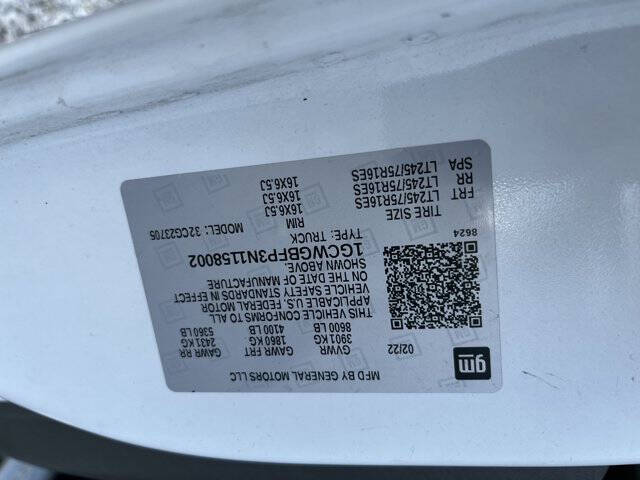 gm
MFD BY GENERAL MOTORS LLC
02/22 GVWR GAWR FRT GAWR RR
3901 KG 1860 KG 2431 KG
8600 LB 4100 LB 5360 LB
THIS VEHICLE CONFORMS TO ALL
APPLICABLE U.S. FEDERAL MOTOR
VEHICLE SAFETY STANDARDS IN EFFECT
ON THE DATE OF MANUFACTURE
SHOWN ABOVE.
1GCWGBFP3N1158002
TYPE: TRUCK MODEL: 32CG23705
8624
TIRE SIZE RIM
FRT LT245/75R16ES 16X6.5J
RR LT245/75R16ES 16X6.5J
SPA LT245/75R16ES 16X6.5J